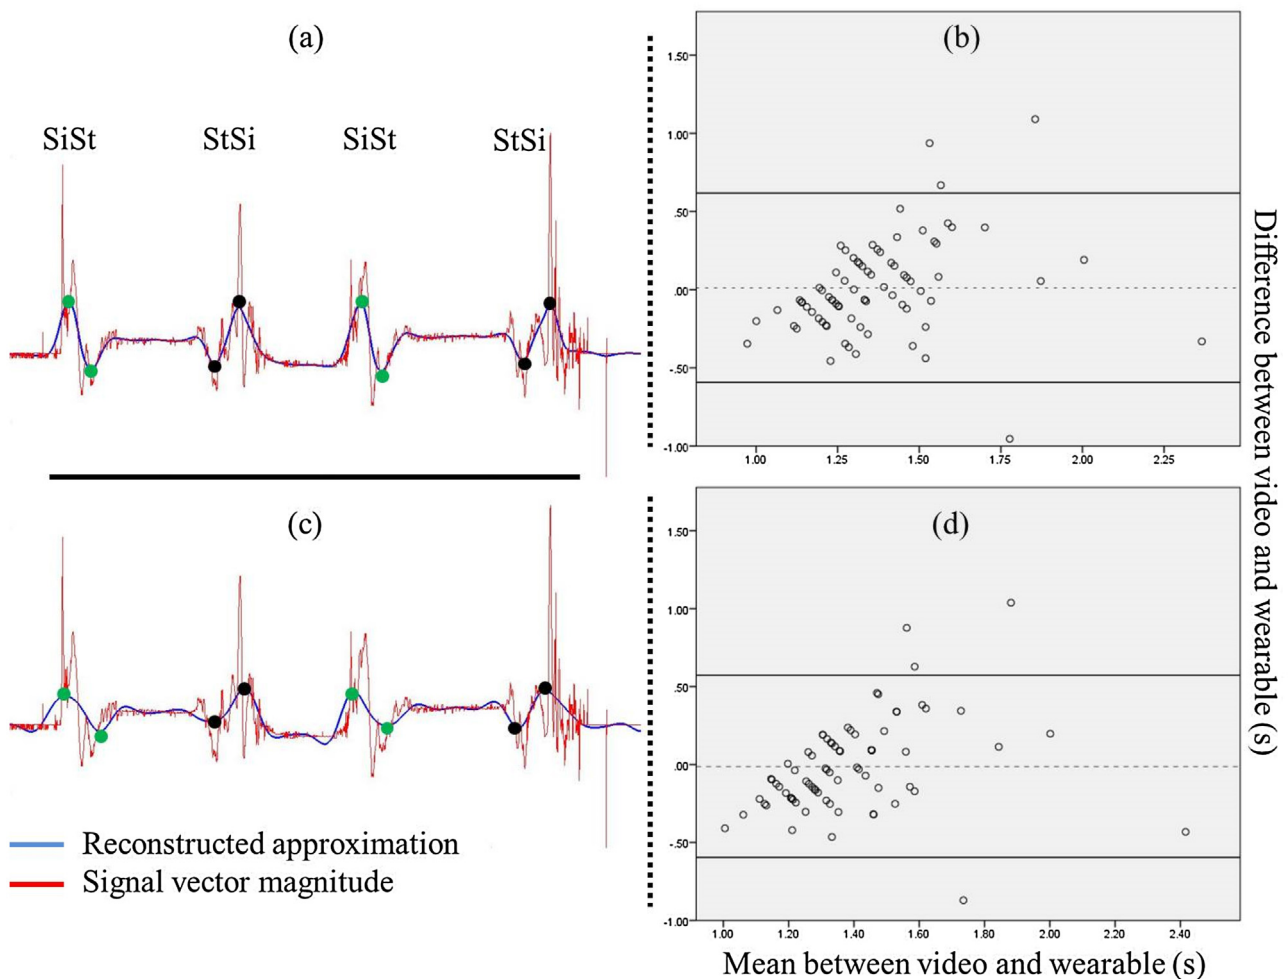 (a)
SiSt StSi SiSt StSi
(b)
1.50
1.00
.50
.00
-.50
-1.00
1.00 1.25 1.50 1.75 2.00 2.25
(c)
Reconstructed approximation
Signal vector magnitude
(d)
1.50
1.00
.50
.00
-.50
-1.00
1.00 1.20 1.40 1.60 1.80 2.00 2.20 2.40
Mean between video and wearable (s)
Difference between video and wearable (s)